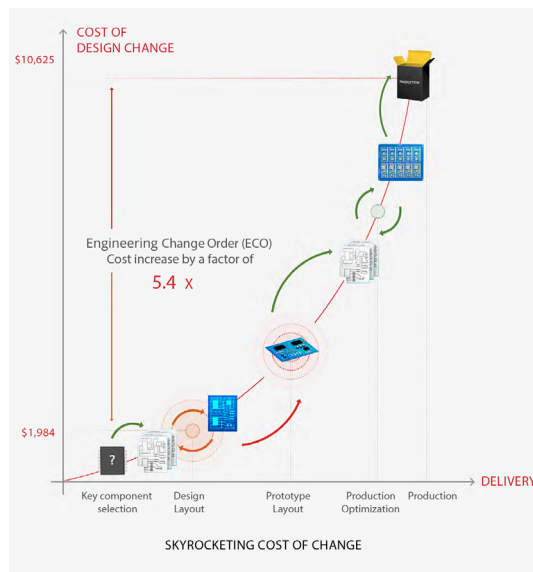 COST OF
DESIGN CHANGE
$10,625
PRODUCTION
Engineering Change Order (ECO)
Cost increase by a factor of
5.4 x
$1,984
?
DELIVERY
Key component
selection
Design
Layout
Prototype
Layout
Production
Optimization
Production
SKYROCKETING COST OF CHANGE